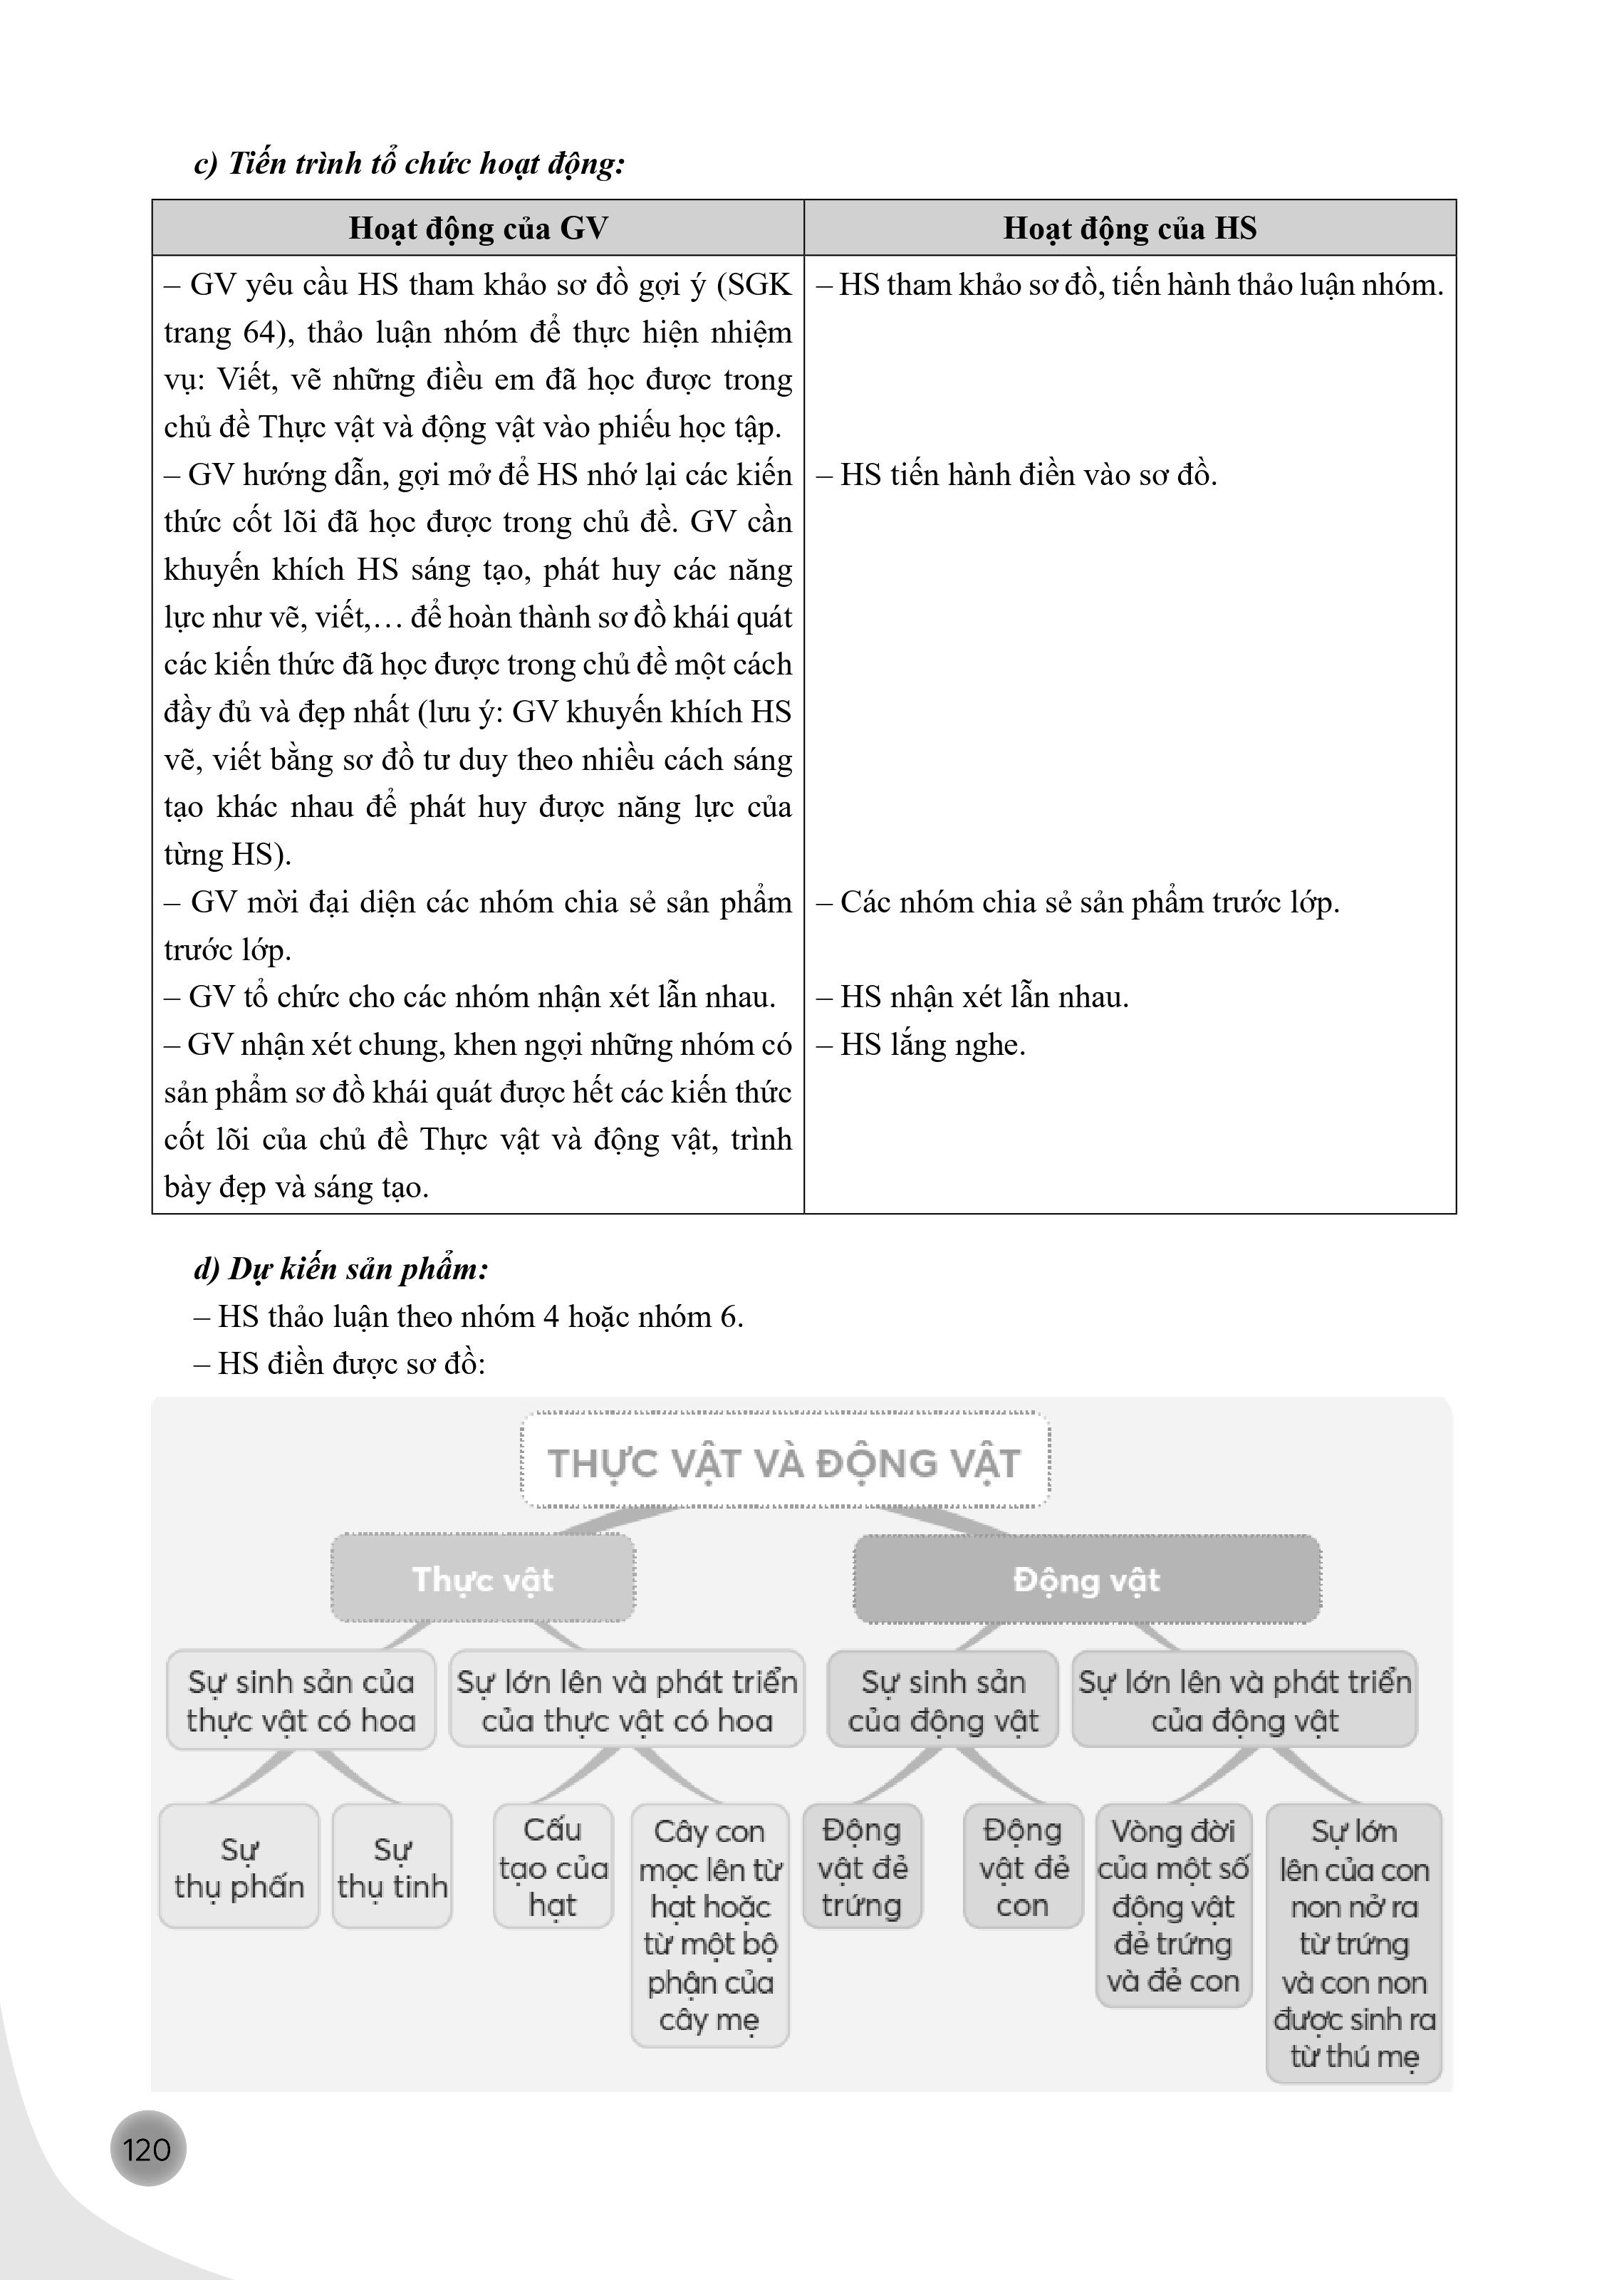 c) Tiến trình tổ chức hoạt động:
Hoạt động của GV
Hoạt động của HS
– GV yêu cầu HS tham khảo sơ đồ gợi ý (SGK
trang 64), thảo luận nhóm để thực hiện nhiệm
vụ: Viết, vẽ những điều em đã học được trong
chủ đề Thực vật và động vật vào phiếu học tập.
– HS tham khảo sơ đồ, tiến hành thảo luận nhóm.
– GV hướng dẫn, gợi mở để HS nhớ lại các kiến
thức cốt lõi đã học được trong chủ đề. GV cần
khuyến khích HS sáng tạo, phát huy các năng
lực như vẽ, viết,… để hoàn thành sơ đồ khái quát
các kiến thức đã học được trong chủ đề một cách
đầy đủ và đẹp nhất (lưu ý: GV khuyến khích HS
vẽ, viết bằng sơ đồ tư duy theo nhiều cách sáng
tạo khác nhau để phát huy được năng lực của
từng HS).
– HS tiến hành điền vào sơ đồ.
– GV mời đại diện các nhóm chia sẻ sản phẩm
trước lớp.
– Các nhóm chia sẻ sản phẩm trước lớp.
– GV tổ chức cho các nhóm nhận xét lẫn nhau.
– HS nhận xét lẫn nhau.
– GV nhận xét chung, khen ngợi những nhóm có
sản phẩm sơ đồ khái quát được hết các kiến thức
cốt lõi của chủ đề Thực vật và động vật, trình
bày đẹp và sáng tạo.
– HS lắng nghe.
d) Dự kiến sản phẩm:
– HS thảo luận theo nhóm 4 hoặc nhóm 6.
– HS điền được sơ đồ:
THỰC VẬT VÀ ĐỘNG VẬT
Thực vật
Động vật
Sự sinh sản của
thực vật có hoa
Sự lớn lên và phát triển
của thực vật có hoa
Sự sinh sản
của động vật
Sự lớn lên và phát triển
của động vật
Sự
thụ phấn
Sự
thụ tinh
Cấu
tạo của
hạt
Cây con
mọc lên từ
hạt hoặc
từ một bộ
phận của
cây mẹ
Động
vật đẻ
trứng
Động
vật đẻ
con
Vòng đời
của một số
động vật
đẻ trứng
và đẻ con
Sự lớn
lên của con
non nở ra
từ trứng
và con non
được sinh ra
từ thú mẹ
120